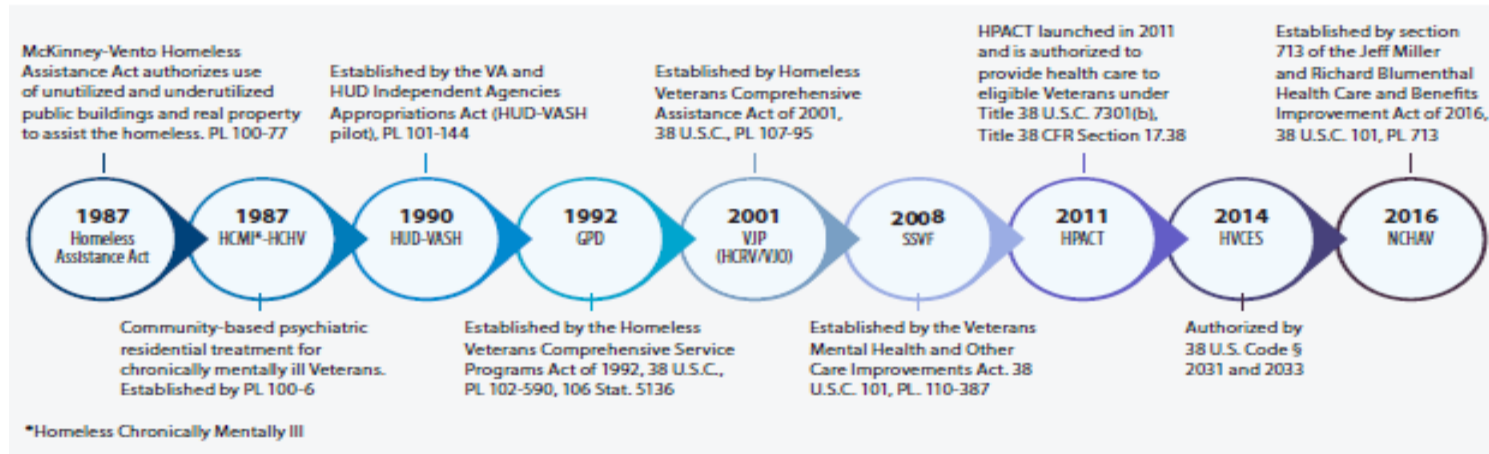 McKinney-Vento Homeless
Assistance Act authorizes use
of unutilized and underutilized
public buildings and real property
to assist the homeless. PL 100-77
Established by the VA and
HUD Independent Agencies
Appropriations Act (HUD-VASH
pilot), PL 101-144
Established by Homeless
Veterans Comprehensive
Assistance Act of 2001,
38 U.S.C., PL 107-95
HPACT launched in 2011
and is authorized to
provide health care to
eligible Veterans under
Title 38 U.S.C. 7301(b),
Title 38 CFR Section 17.38
Established by section
713 of the Jeff Miller
and Richard Blumenthal
Health Care and Benefits
Improvement Act of 2016,
38 U.S.C. 101, PL 713
1987
Homeless
Assistance Act
1987
HCMI*-HCHV
1990
HUD-VASH
1992
GPD
2001
VJP
(HCRV/VJO)
2008
SSVF
2011
HPACT
2014
HVCES
2016
NCHAV
Community-based psychiatric
residential treatment for
chronically mentally ill Veterans.
Established by PL 100-6
Established by the Homeless
Veterans Comprehensive Service
Programs Act of 1992, 38 U.S.C.,
PL 102-590, 106 Stat. 5136
Established by the Veterans
Mental Health and Other
Care Improvements Act. 38
U.S.C. 101, PL. 110-387
Authorized by
38 U.S. Code §
2031 and 2033
*Homeless Chronically Mentally Ill